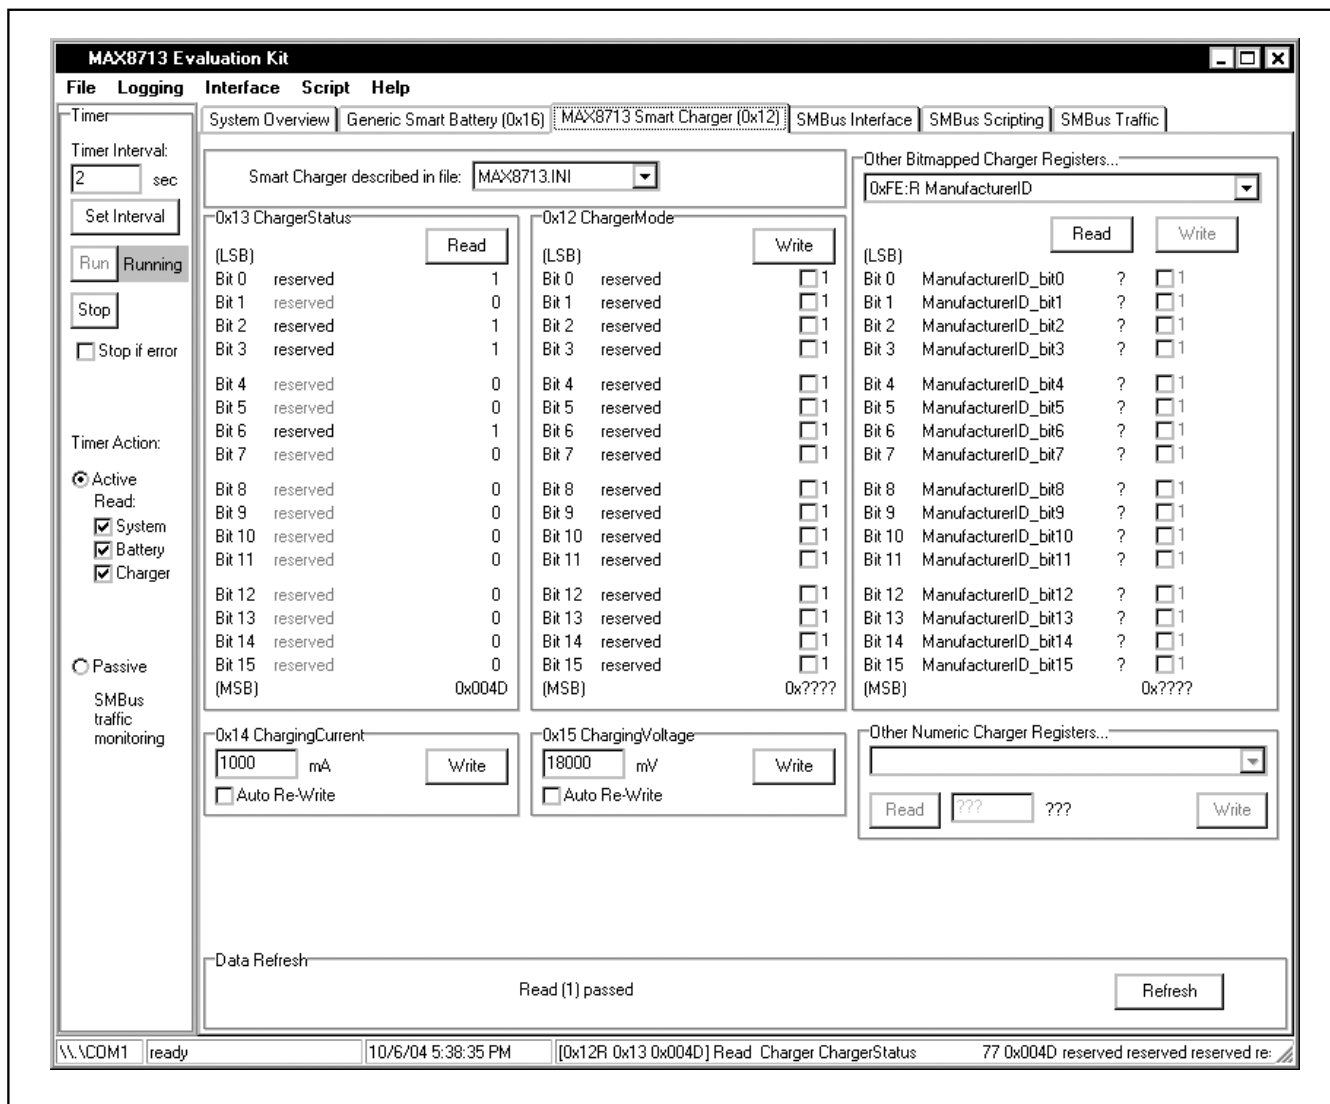 MAX8713 Evaluation Kit
File Logging Interface Script Help
Timer
Timer Interval:
2 sec
Set Interval
Run Running
Stop
Stop if error
Timer Action:
Active
Read:
System
Battery
Charger
Passive
SMBus
traffic
monitoring
System Overview Generic Smart Battery (0x16) MAX8713 Smart Charger (0x12) SMBus Interface SMBus Scripting SMBus Traffic
Smart Charger described in file: MAX8713.INI
0x13 ChargerStatus
Read
(LSB)
Bit 0 reserved 1
Bit 1 reserved 0
Bit 2 reserved 1
Bit 3 reserved 1
Bit 4 reserved 0
Bit 5 reserved 0
Bit 6 reserved 1
Bit 7 reserved 0
Bit 8 reserved 0
Bit 9 reserved 0
Bit 10 reserved 0
Bit 11 reserved 0
Bit 12 reserved 0
Bit 13 reserved 0
Bit 14 reserved 0
Bit 15 reserved 0
(MSB) 0x004D
0x12 ChargerMode
Write
(LSB)
Bit 0 reserved 1
Bit 1 reserved 1
Bit 2 reserved 1
Bit 3 reserved 1
Bit 4 reserved 1
Bit 5 reserved 1
Bit 6 reserved 1
Bit 7 reserved 1
Bit 8 reserved 1
Bit 9 reserved 1
Bit 10 reserved 1
Bit 11 reserved 1
Bit 12 reserved 1
Bit 13 reserved 1
Bit 14 reserved 1
Bit 15 reserved 1
(MSB) 0x????
Other Bitmapped Charger Registers...
0xFE:R ManufacturerID
Read Write
(LSB)
Bit 0 ManufacturerID_bit0 ? 1
Bit 1 ManufacturerID_bit1 ? 1
Bit 2 ManufacturerID_bit2 ? 1
Bit 3 ManufacturerID_bit3 ? 1
Bit 4 ManufacturerID_bit4 ? 1
Bit 5 ManufacturerID_bit5 ? 1
Bit 6 ManufacturerID_bit6 ? 1
Bit 7 ManufacturerID_bit7 ? 1
Bit 8 ManufacturerID_bit8 ? 1
Bit 9 ManufacturerID_bit9 ? 1
Bit 10 ManufacturerID_bit10 ? 1
Bit 11 ManufacturerID_bit11 ? 1
Bit 12 ManufacturerID_bit12 ? 1
Bit 13 ManufacturerID_bit13 ? 1
Bit 14 ManufacturerID_bit14 ? 1
Bit 15 ManufacturerID_bit15 ? 1
(MSB) 0x????
0x14 ChargingCurrent
1000 mA Write
Auto Re-Write
0x15 ChargingVoltage
18000 mV Write
Auto Re-Write
Other Numeric Charger Registers...
Read ??? ??? Write
Data Refresh
Read (1) passed Refresh
\\.\COM1 ready 10/6/04 5:38:35 PM [0x12R 0x13 0x004D] Read Charger ChargerStatus 77 0x004D reserved reserved reserved re: